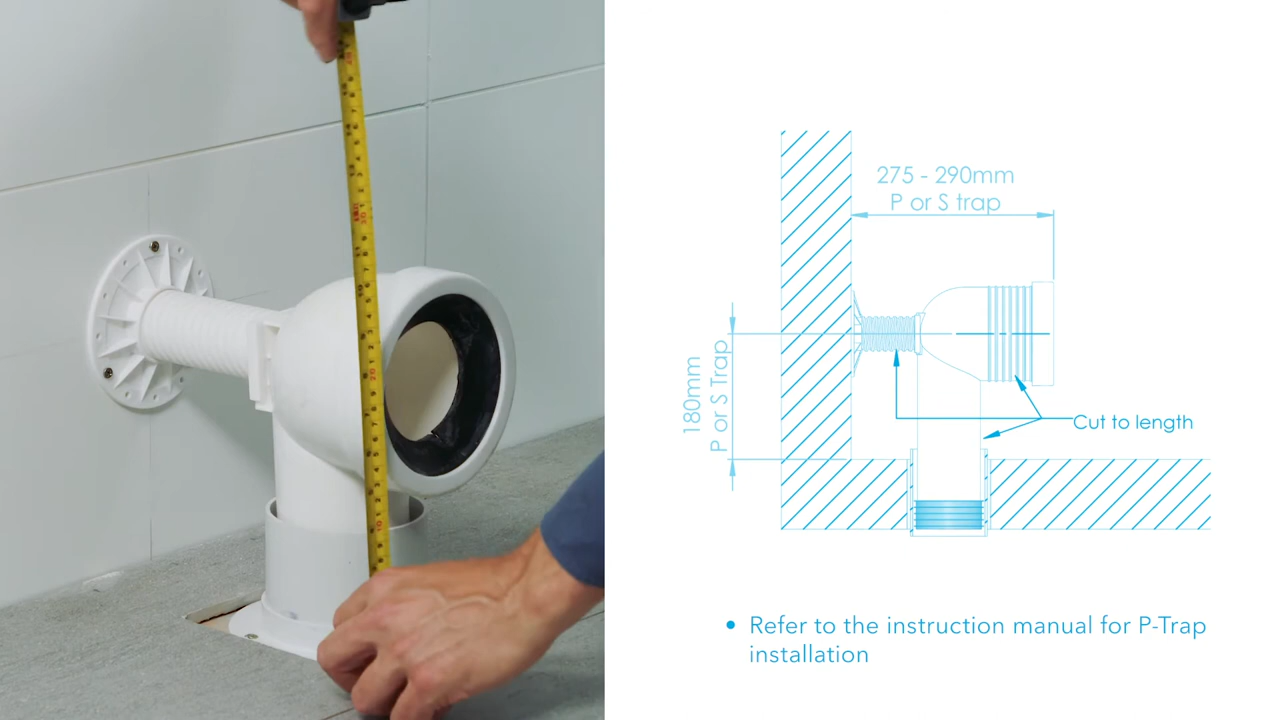 275 - 290mm
P or S trap
180mm
P or S Trap
Cut to length
• Refer to the instruction manual for P-Trap
installation